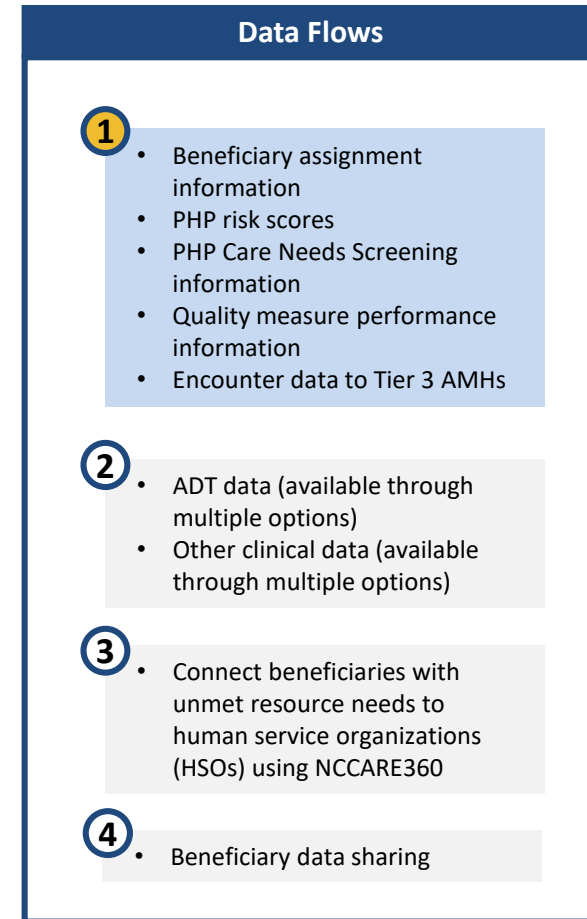 Data Flows
1
• Beneficiary assignment
information
• PHP risk scores
• PHP Care Needs Screening
information
• Quality measure performance
information
• Encounter data to Tier 3 AMHs
2
• ADT data (available through
multiple options)
• Other clinical data (available
through multiple options)
3
• Connect beneficiaries with
unmet resource needs to
human service organizations
(HSOs) using NCCARE360
4
• Beneficiary data sharing